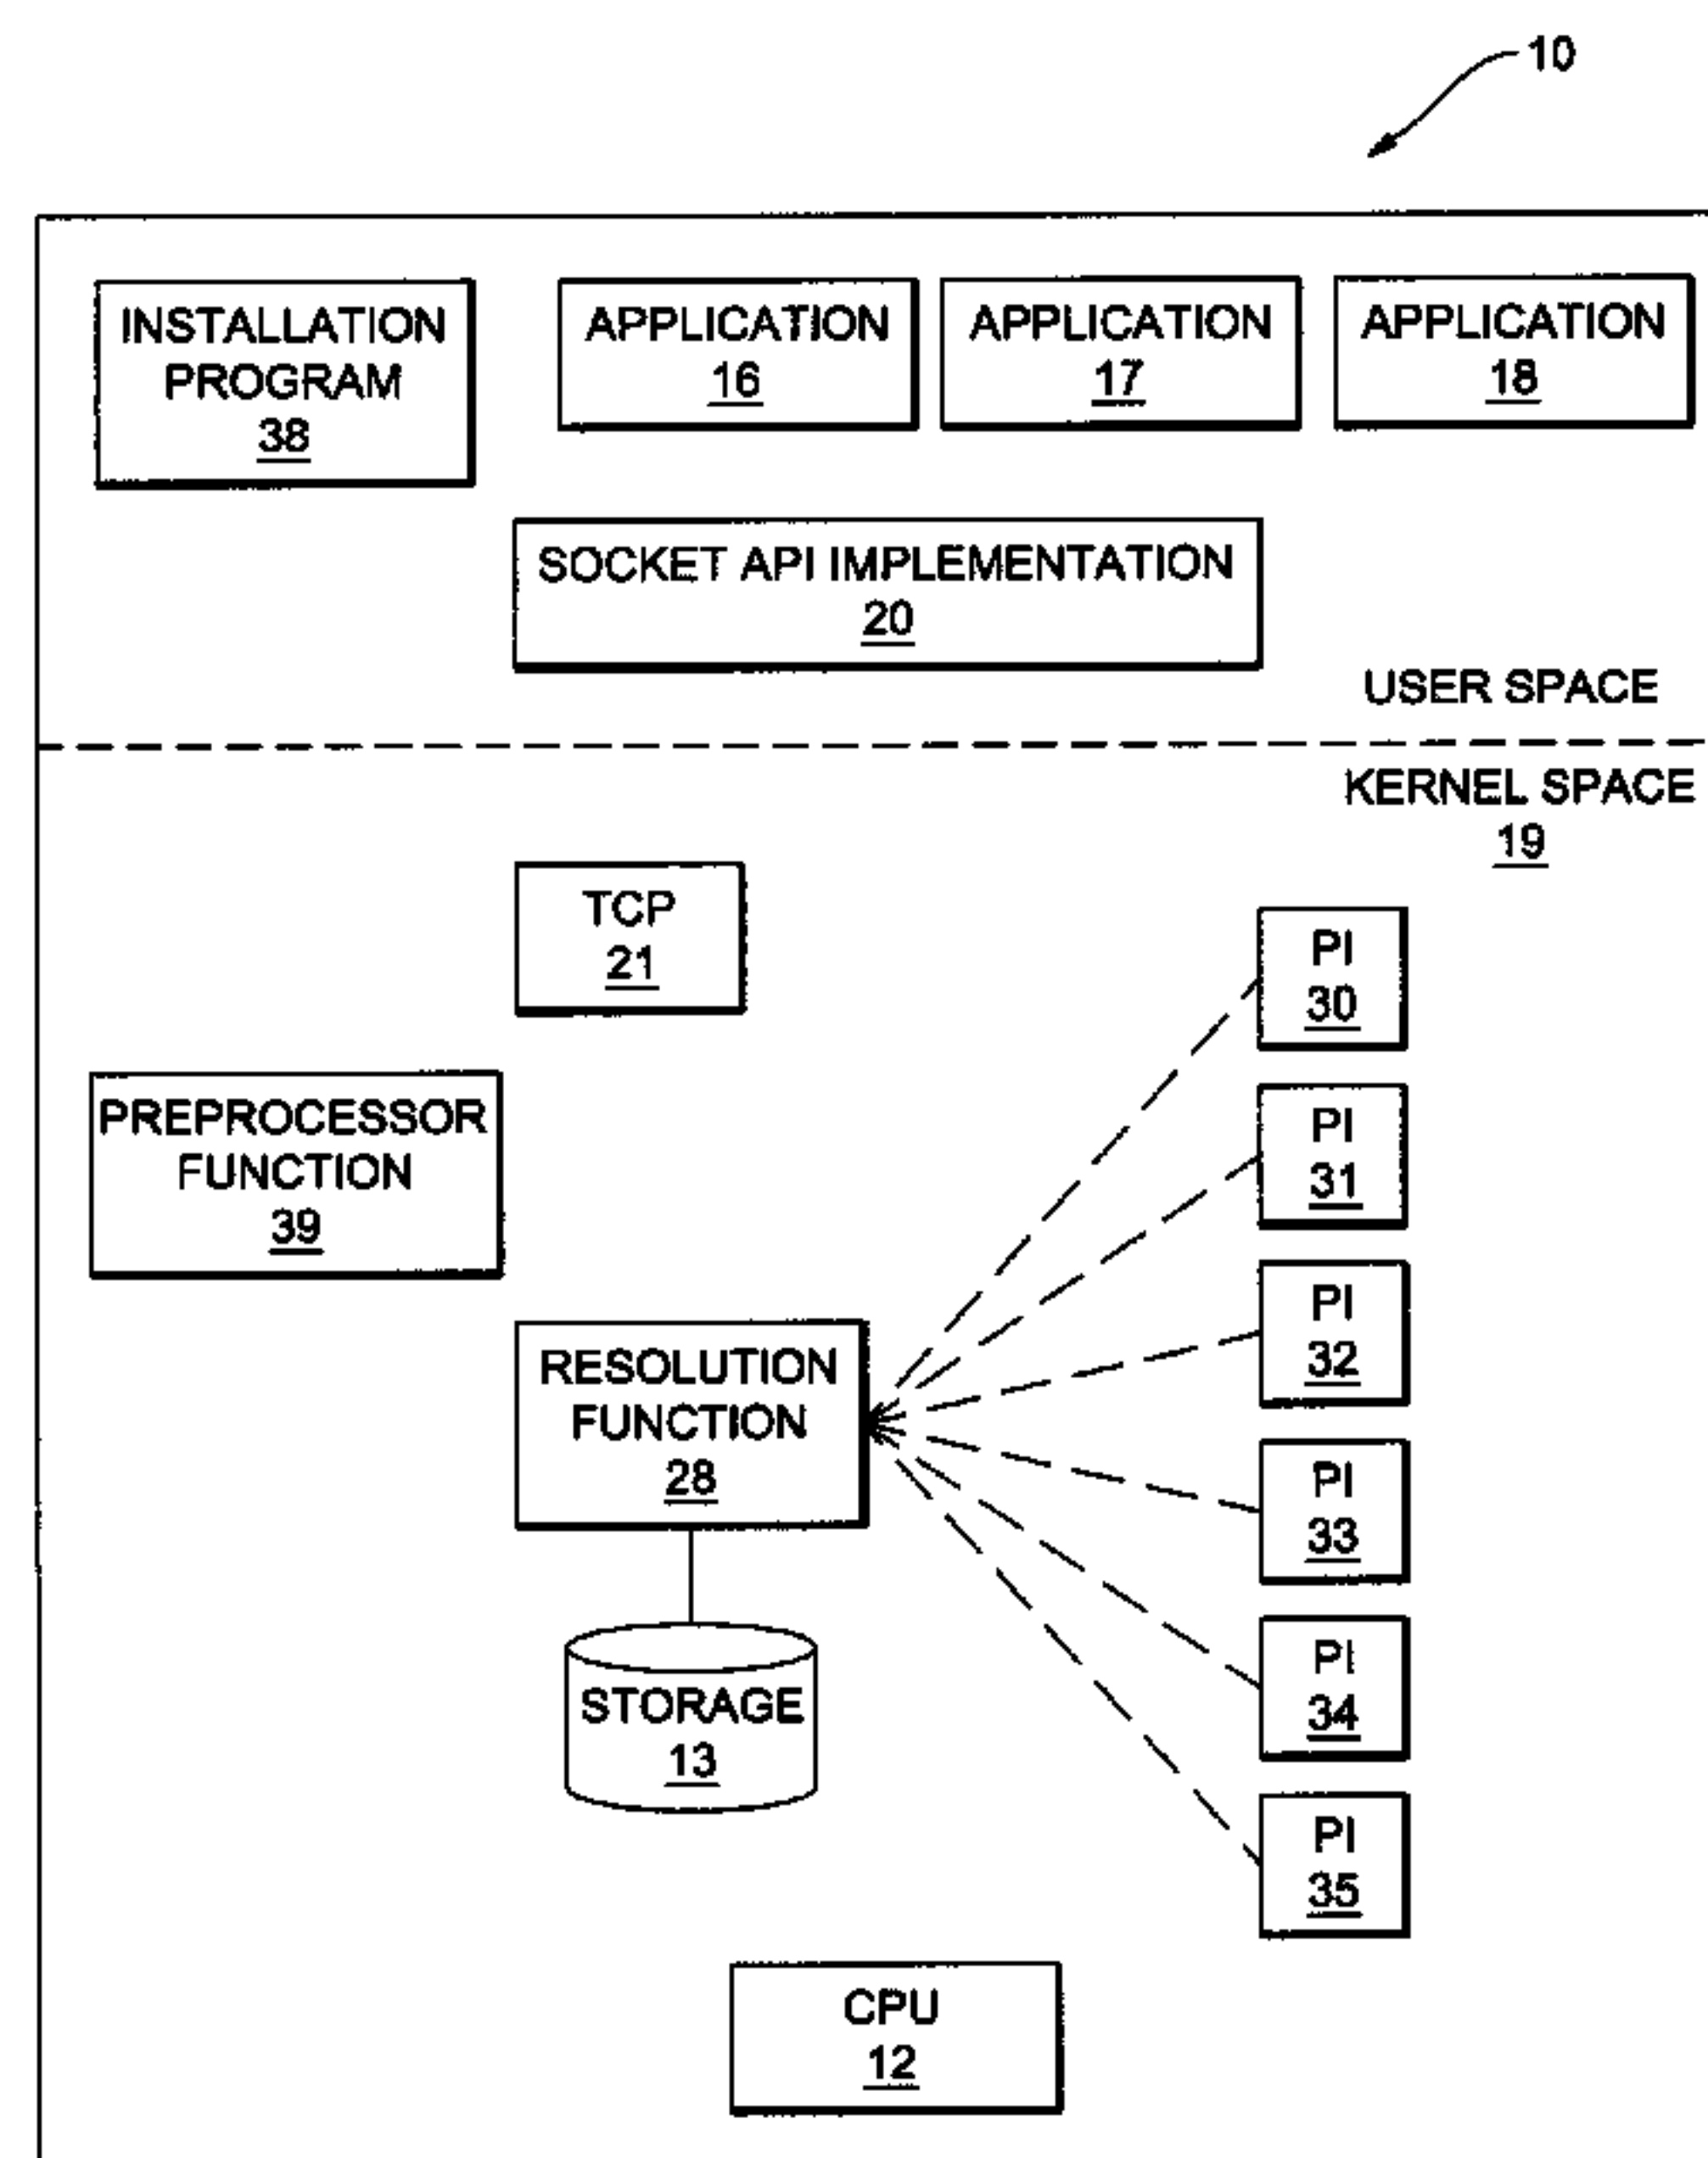 10
INSTALLATION
PROGRAM
38
APPLICATION
16
APPLICATION
17
APPLICATION
18
SOCKET API IMPLEMENTATION
20
USER SPACE
KERNEL SPACE
19
TCP
21
PI
30
PREPROCESSOR
FUNCTION
39
PI
31
PI
32
RESOLUTION
FUNCTION
28
PI
33
PI
34
STORAGE
13
PI
35
CPU
12